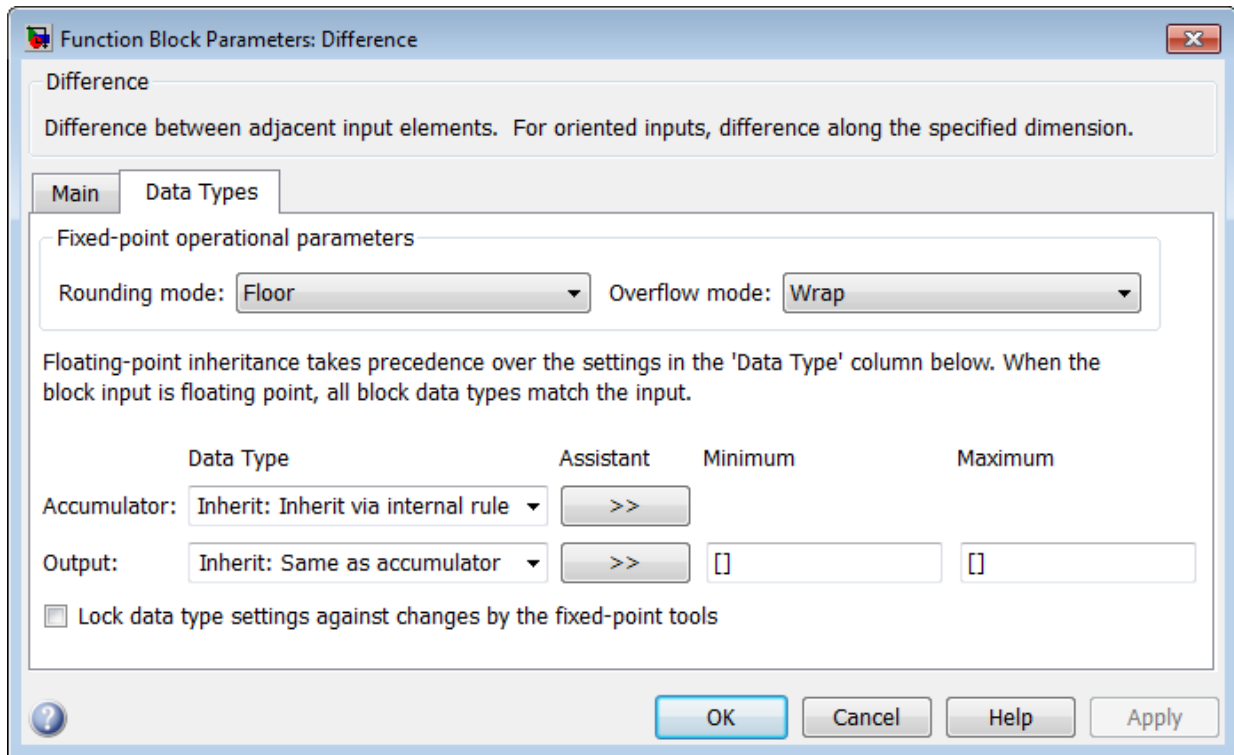 Function Block Parameters: Difference
Difference
Difference between adjacent input elements.  For oriented inputs, difference along the specified dimension.
Main Data Types
Fixed-point operational parameters
Rounding mode: Floor Overflow mode: Wrap
Floating-point inheritance takes precedence over the settings in the 'Data Type' column below. When the
block input is floating point, all block data types match the input.
Data Type Assistant Minimum Maximum
Accumulator: Inherit: Inherit via internal rule >>
Output: Inherit: Same as accumulator >> [] []
Lock data type settings against changes by the fixed-point tools
? OK Cancel Help Apply